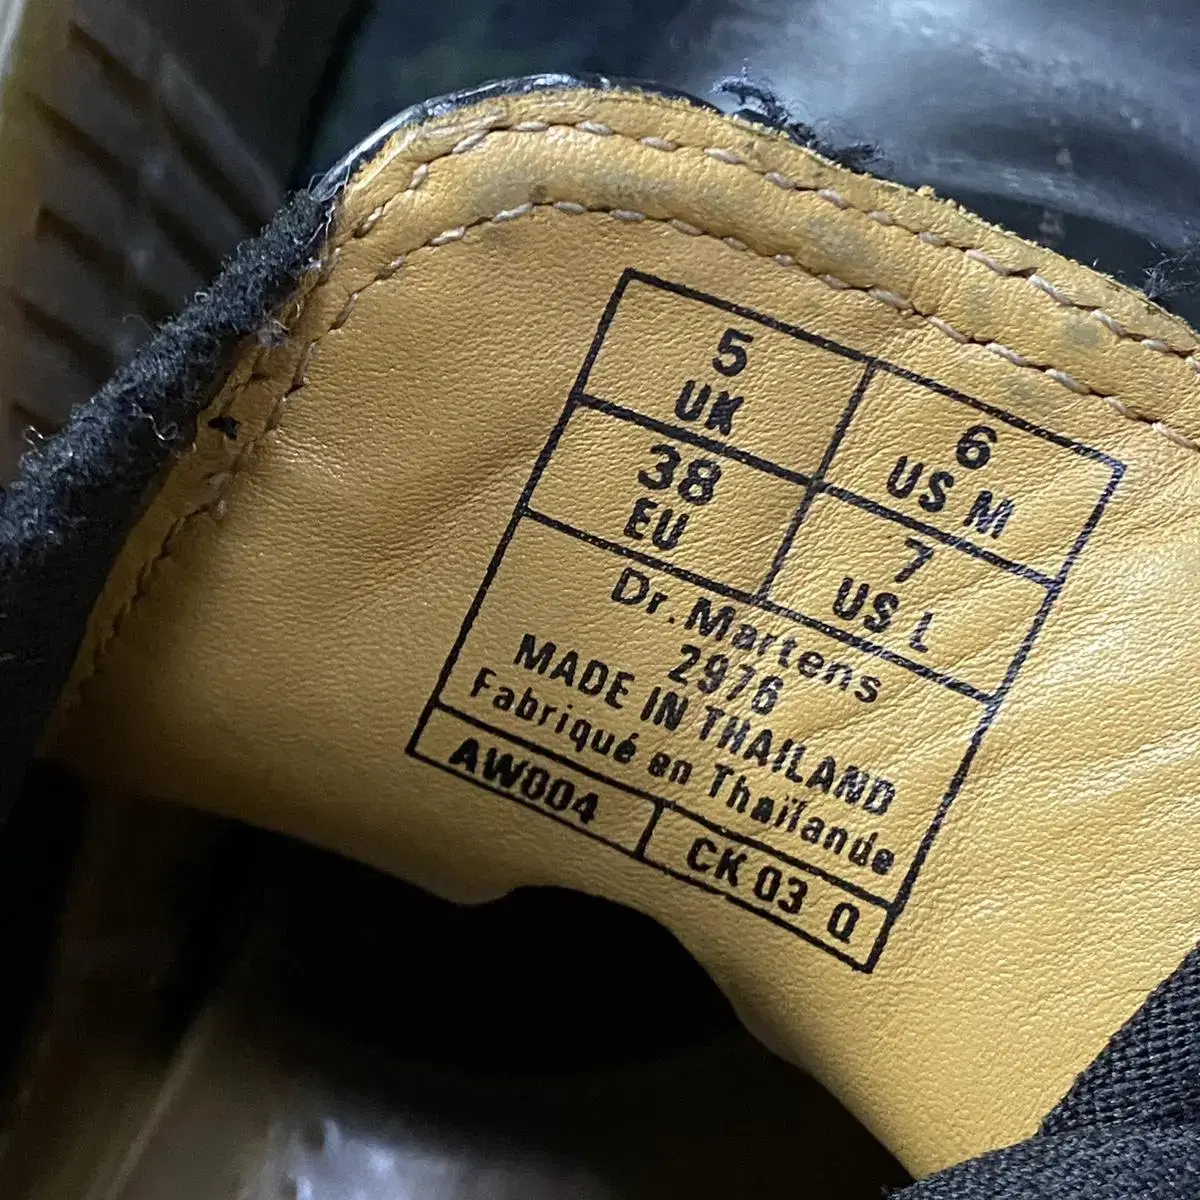 5
UK
6
US M
38
EU
7
US L
Dr. Martens
2976
MADE IN THAILAND
Fabriqué en Thaïlande
AW004
CK 03 Q